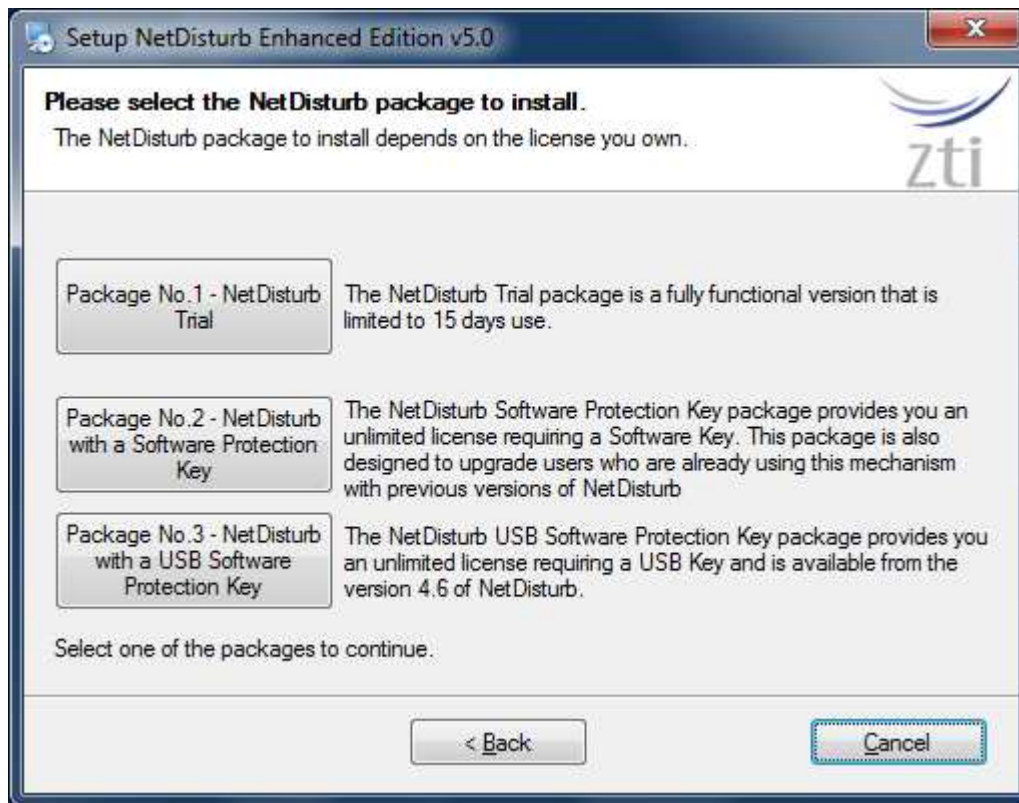 Setup NetDisturb Enhanced Edition v5.0
Please select the NetDisturb package to install.
The NetDisturb package to install depends on the license you own.
zti
Package No.1 - NetDisturb
Trial
The NetDisturb Trial package is a fully functional version that is
limited to 15 days use.
Package No.2 - NetDisturb
with a Software Protection
Key
The NetDisturb Software Protection Key package provides you an
unlimited license requiring a Software Key. This package is also
designed to upgrade users who are already using this mechanism
with previous versions of NetDisturb
Package No.3 - NetDisturb
with a USB Software
Protection Key
The NetDisturb USB Software Protection Key package provides you
an unlimited license requiring a USB Key and is available from the
version 4.6 of NetDisturb.
Select one of the packages to continue.
< Back
Cancel